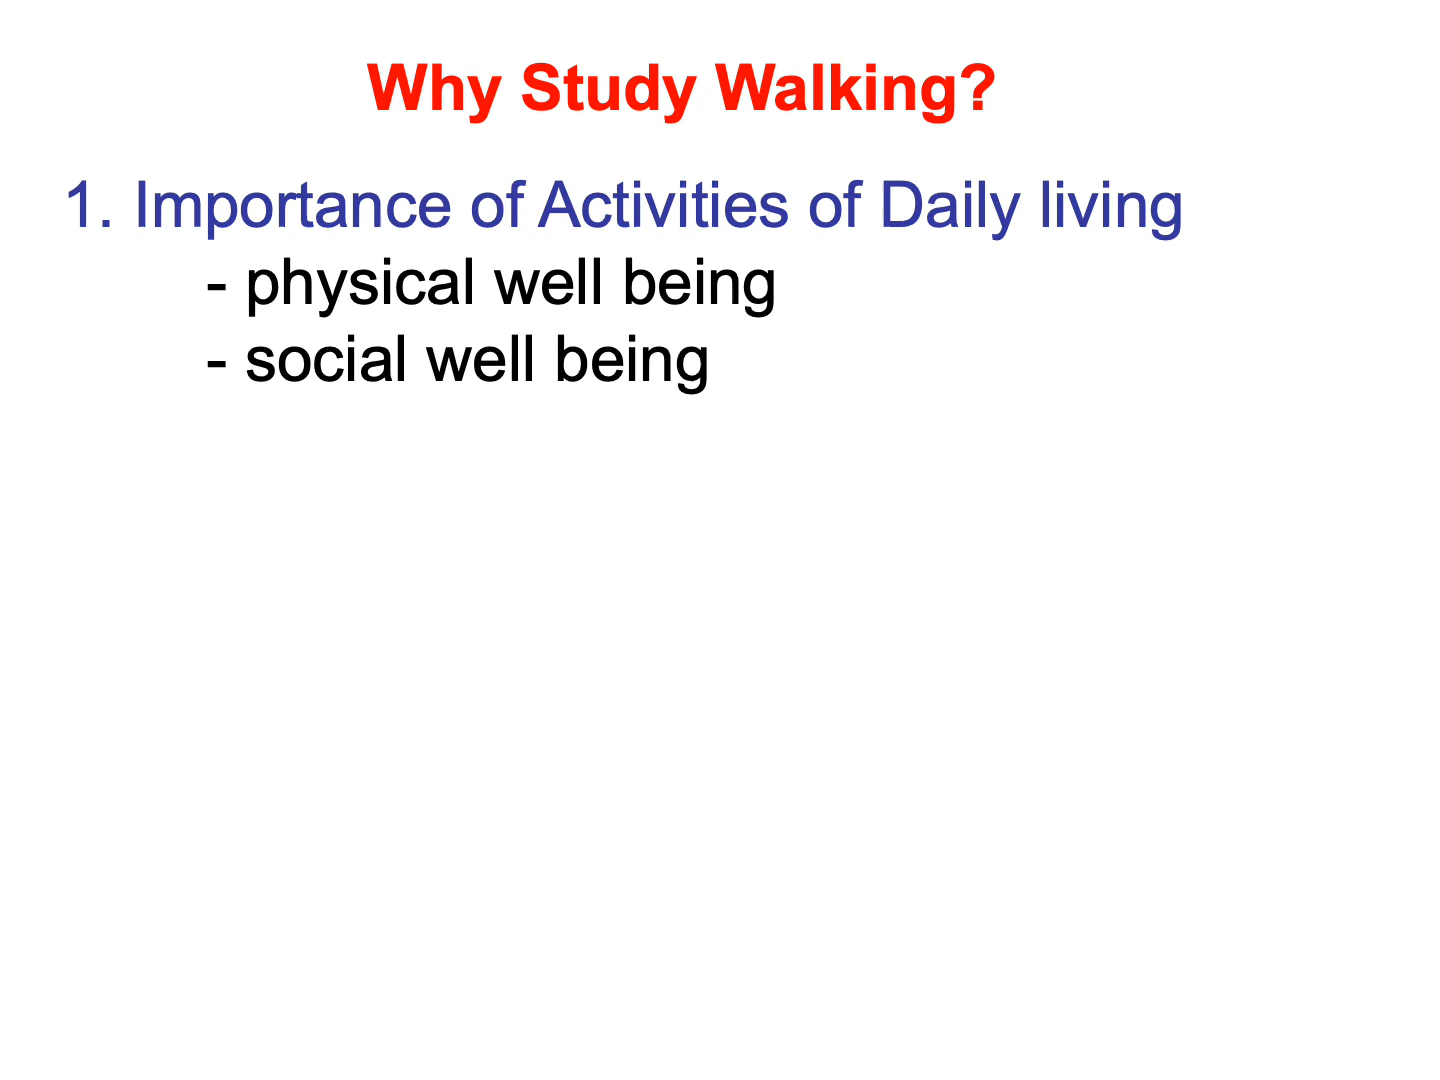 Why Study Walking?
1. Importance of Activities of Daily living
- physical well being
- social well being